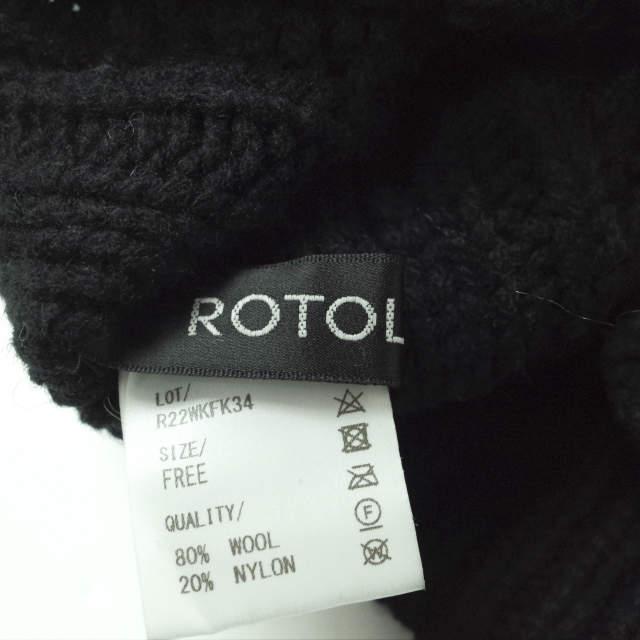 ROTOL
LOT/
R22WKFK34
SIZE/
FREE
QUALITY/
80% WOOL
20% NYLON
F
W